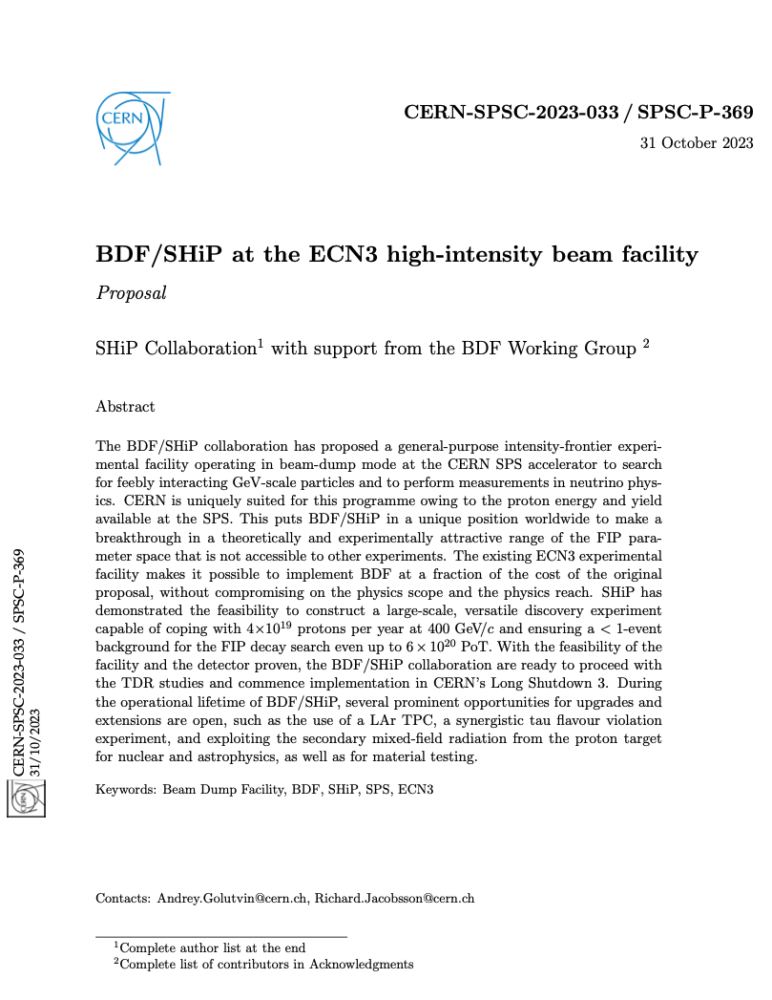 CERN
CERN-SPSC-2023-033 / SPSC-P-369
31 October 2023
BDF/SHiP at the ECN3 high-intensity beam facility
Proposal
SHiP Collaboration¹ with support from the BDF Working Group ²
Abstract
The BDF/SHiP collaboration has proposed a general-purpose intensity-frontier experi-
mental facility operating in beam-dump mode at the CERN SPS accelerator to search
for feebly interacting GeV-scale particles and to perform measurements in neutrino phys-
ics. CERN is uniquely suited for this programme owing to the proton energy and yield
available at the SPS. This puts BDF/SHiP in a unique position worldwide to make a
breakthrough in a theoretically and experimentally attractive range of the FIP para-
meter space that is not accessible to other experiments. The existing ECN3 experimental
facility makes it possible to implement BDF at a fraction of the cost of the original
proposal, without compromising on the physics scope and the physics reach. SHiP has
demonstrated the feasibility to construct a large-scale, versatile discovery experiment
capable of coping with 4×10¹⁹ protons per year at 400 GeV/c and ensuring a < 1-event
background for the FIP decay search even up to 6 × 10²⁰ PoT. With the feasibility of the
facility and the detector proven, the BDF/SHiP collaboration are ready to proceed with
the TDR studies and commence implementation in CERN's Long Shutdown 3. During
the operational lifetime of BDF/SHiP, several prominent opportunities for upgrades and
extensions are open, such as the use of a LAr TPC, a synergistic tau flavour violation
experiment, and exploiting the secondary mixed-field radiation from the proton target
for nuclear and astrophysics, as well as for material testing.
Keywords: Beam Dump Facility, BDF, SHiP, SPS, ECN3
Contacts: Andrey.Golutvin@cern.ch, Richard.Jacobsson@cern.ch
¹Complete author list at the end
²Complete list of contributors in Acknowledgments
CERN-SPSC-2023-033 / SPSC-P-369
31/10/2023
CERN